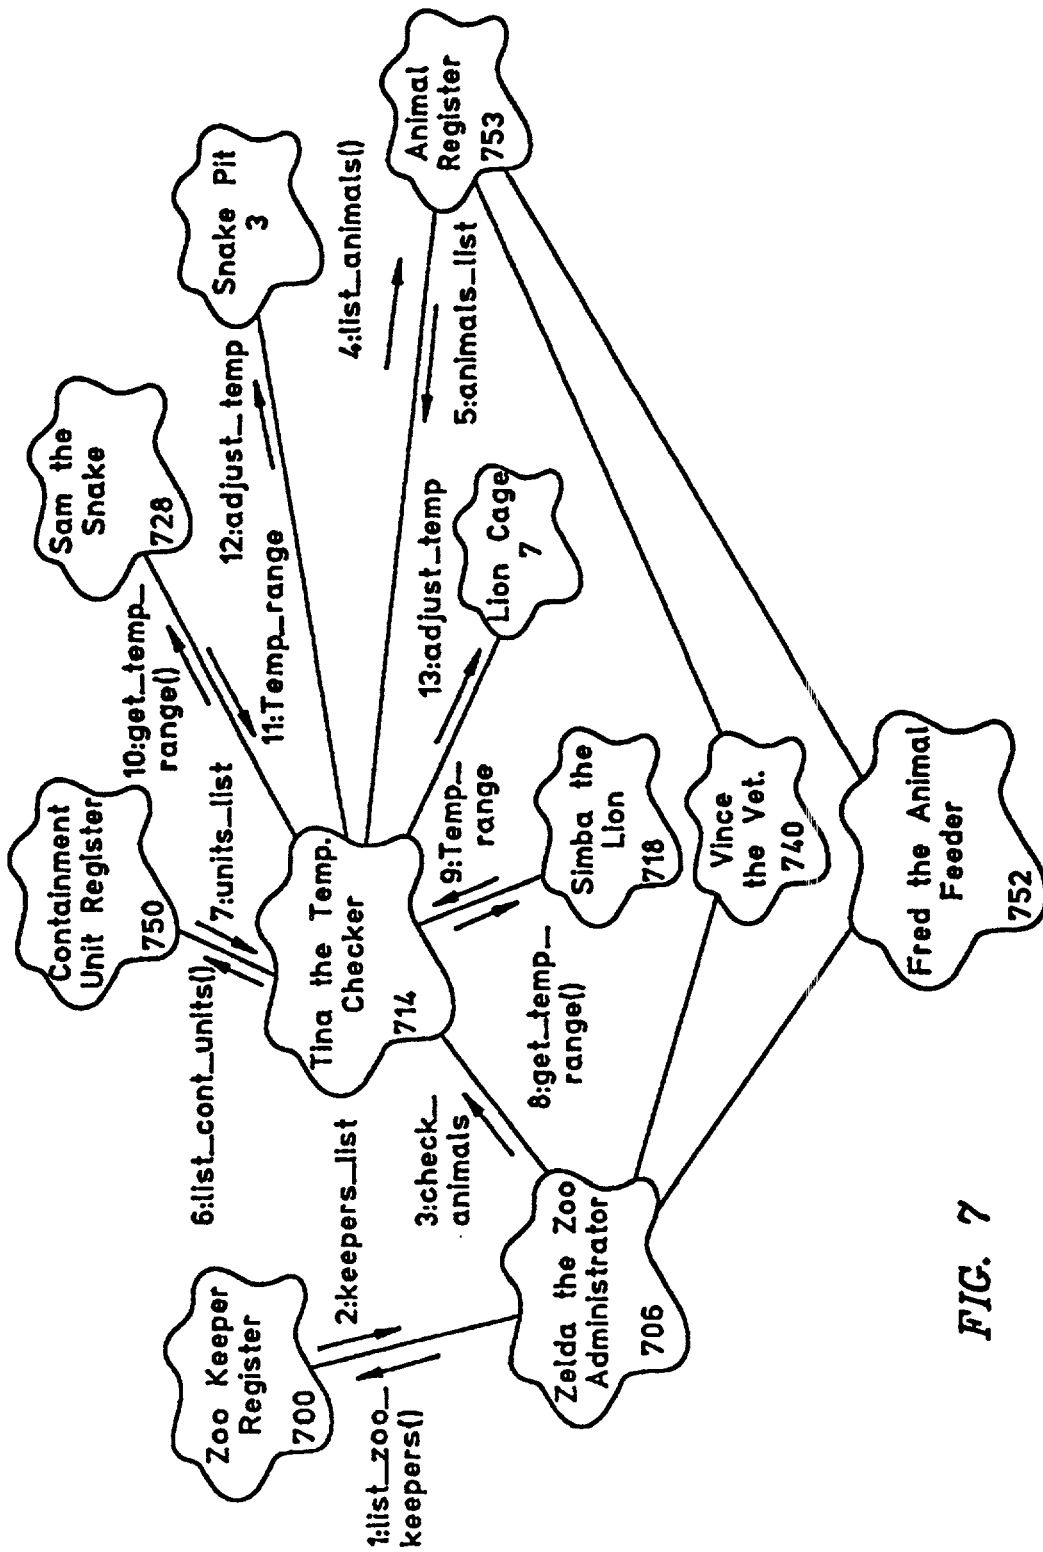 Containment
Unit Register
750
Sam the
Snake
728
Snake Pit
3
Animal
Register
753
Zoo Keeper
Register
700
Tina the Temp.
Checker
714
Lion Cage
7
Simba the
Lion
718
Vince
the Vet.
740
Zelda the Zoo
Administrator
706
Fred the Animal
Feeder
752
1:list_zoo_
keepers()
2:keepers_list
3:check_
animals
4:list_animals()
5:animals_list
6:list_cont_units()
7:units_list
8:get_temp_
range()
9:Temp_
range
10:get_temp_
range()
11:Temp_range
12:adjust_temp
13:adjust_temp
FIG. 7